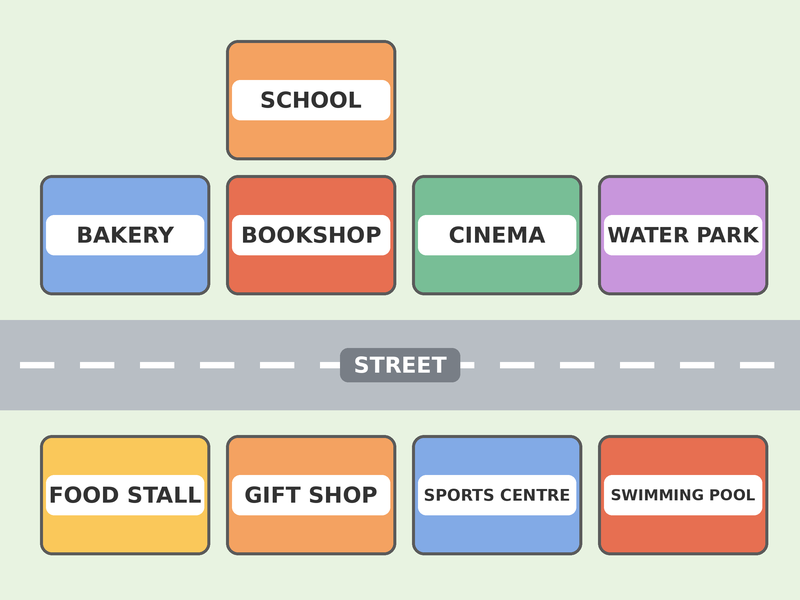 SCHOOL
BAKERY
BOOKSHOP
CINEMA
WATER PARK
STREET
FOOD STALL
GIFT SHOP
SPORTS CENTRE
SWIMMING POOL